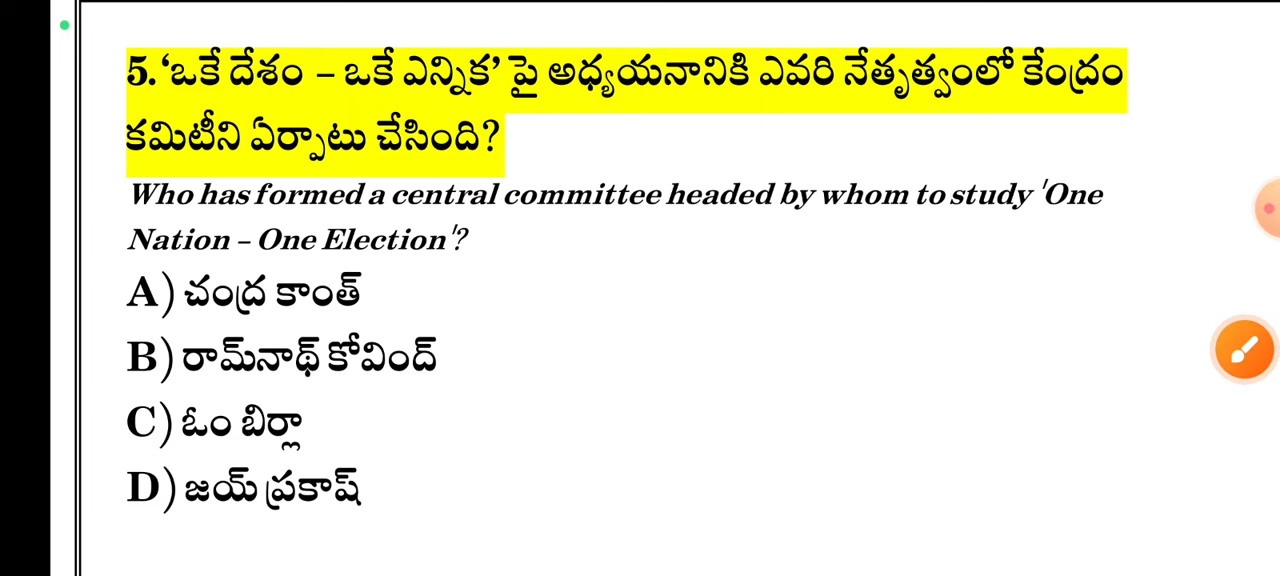 5. ‘ఒకే దేశం – ఒకే ఎన్నిక’ పై అధ్యయనానికి ఎవరి నేతృత్వంలో కేంద్రం
కమిటీని ఏర్పాటు చేసింది?
Who has formed a central committee headed by whom to study 'One
Nation – One Election'?
A) చంద్ర కాంత్
B) రామ్‌నాథ్ కోవింద్
C) ఓం బిర్లా
D) జయ్ ప్రకాష్